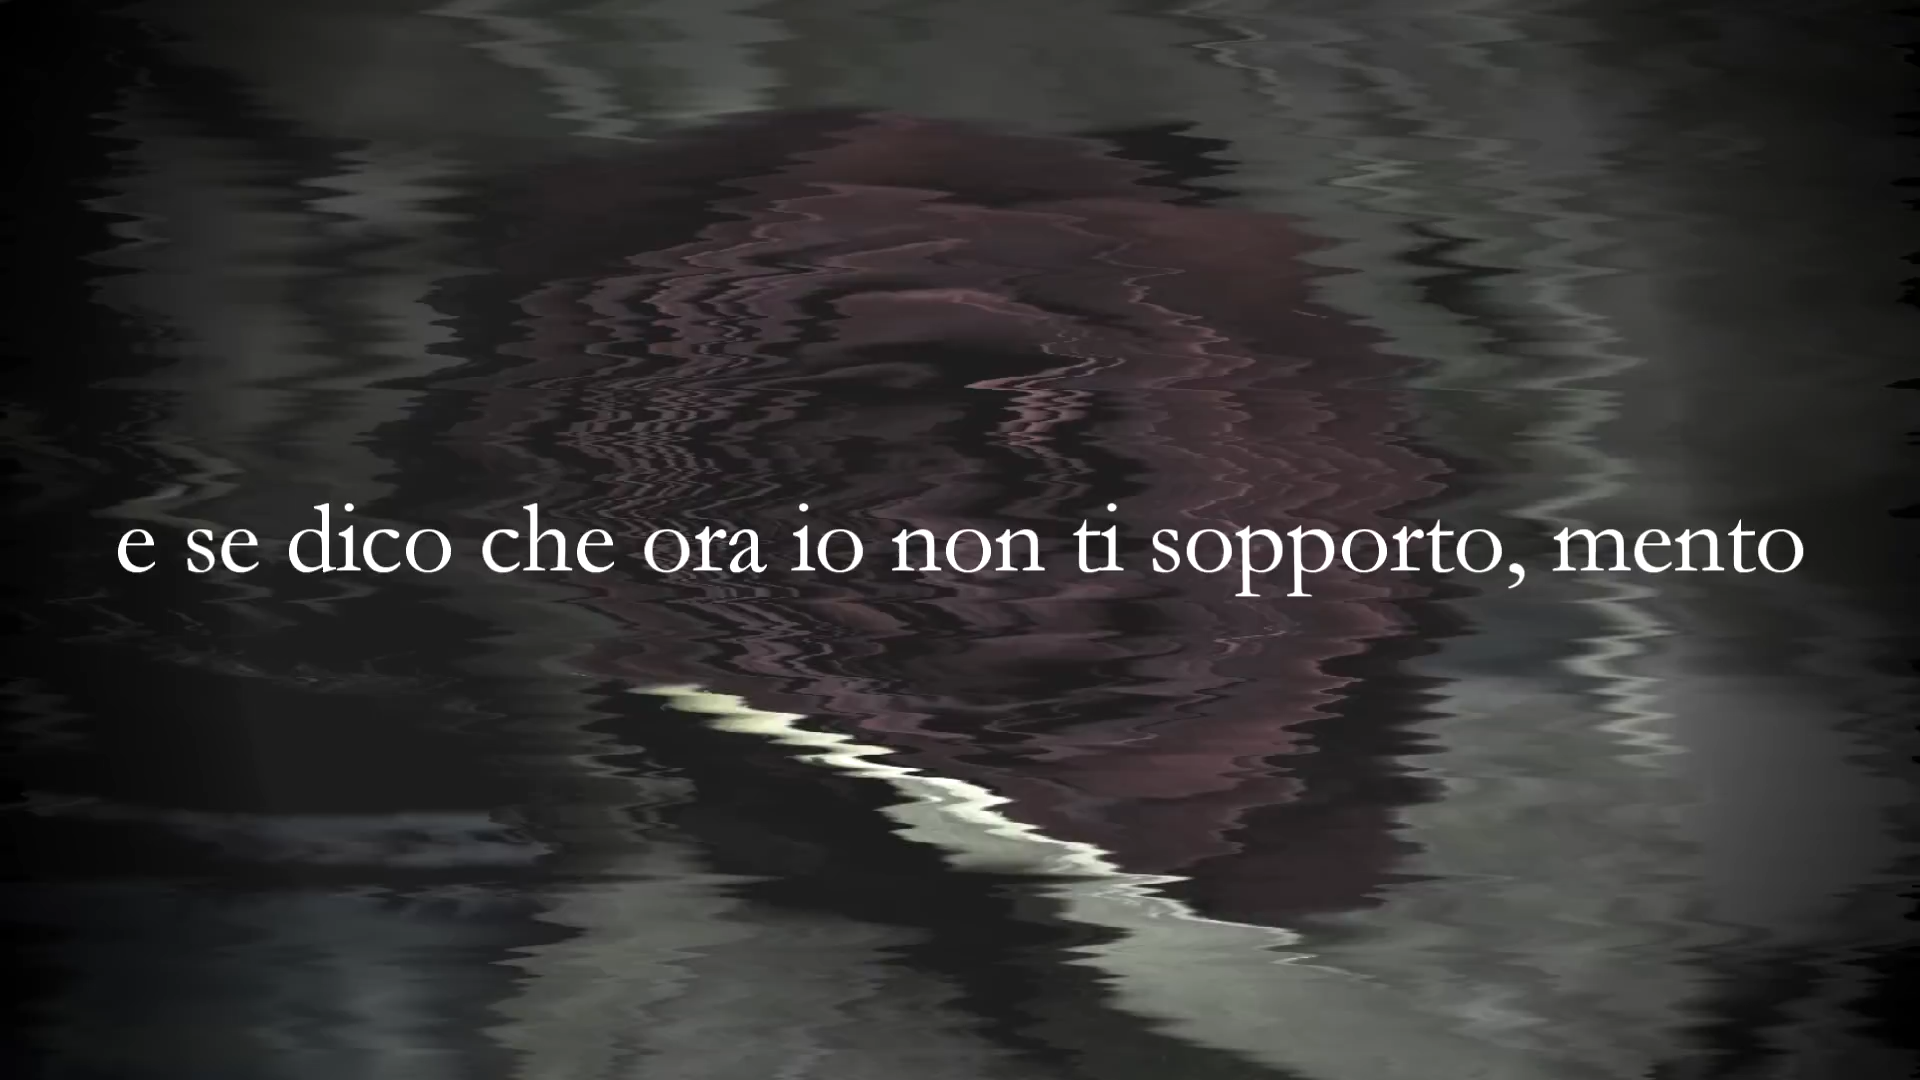 e se dico che ora io non ti sopporto, mento